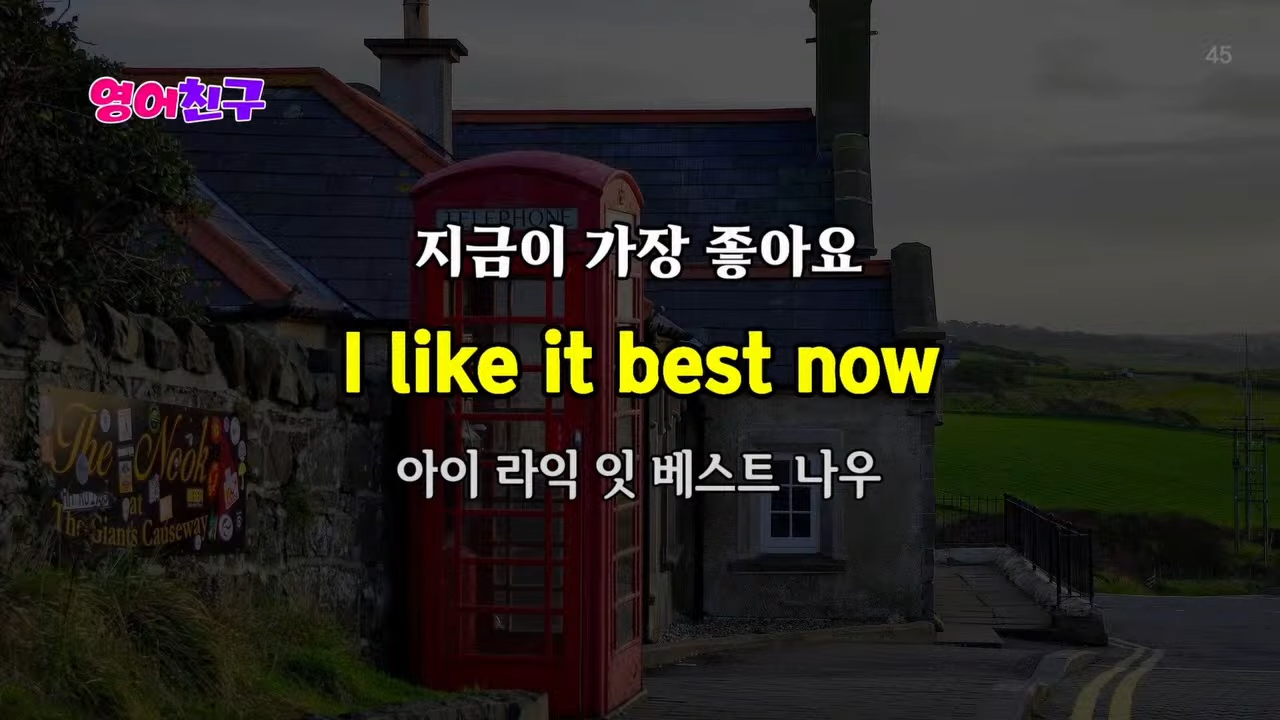 45
영어친구
TELEPHONE
지금이 가장 좋아요
I like it best now
아이 라익 잇 베스트 나우
The Nook
at
The Giants Causeway